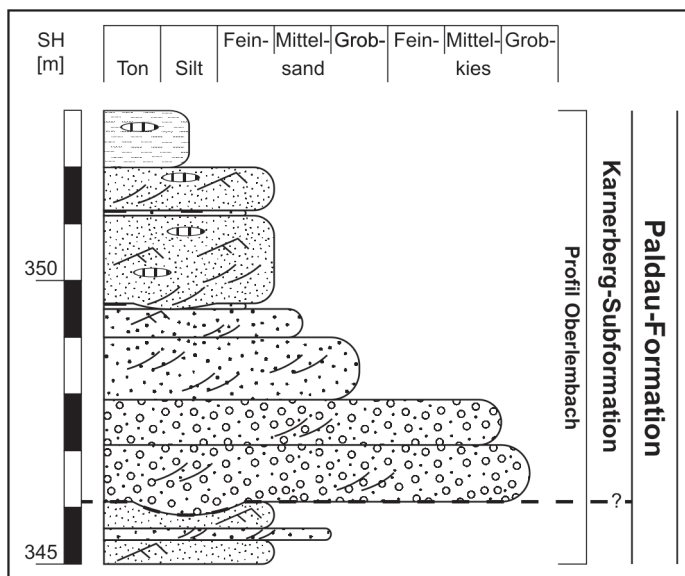 SH
[m]
Fein- Mittel- Grob- Fein- Mittel- Grob-
Ton Silt sand kies
350
345
Profil Oberlembach
Karnerberg-Subformation
?
Paldau-Formation